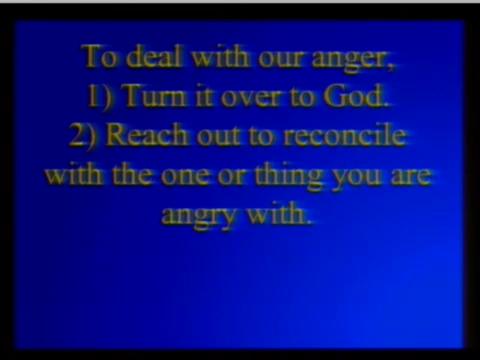 To deal with our anger,
1) Turn it over to God.
2) Reach out to reconcile
with the one or thing you are
angry with.